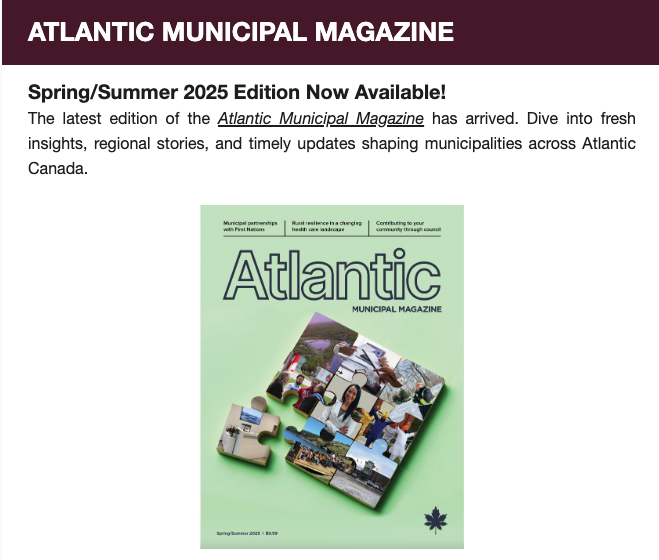 ATLANTIC MUNICIPAL MAGAZINE
Spring/Summer 2025 Edition Now Available!
The latest edition of the Atlantic Municipal Magazine has arrived. Dive into fresh
insights, regional stories, and timely updates shaping municipalities across Atlantic
Canada.
Municipal partnerships
with First Nations
Rural resilience in a changing
health care landscape
Contributing to your
community through council
Atlantic
MUNICIPAL MAGAZINE
Spring/Summer 2025 | $9.99